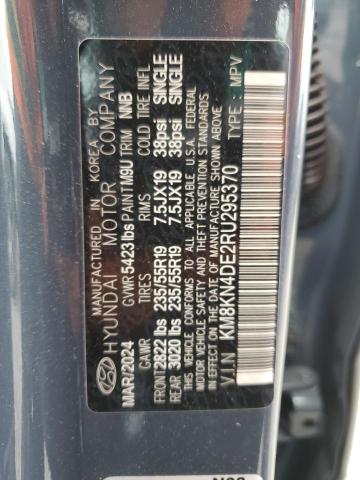 MANUFACTURED IN KOREA BY
HYUNDAI MOTOR COMPANY
MAR/2024 GVWR 5423 lbs PAINT M9U TRIM NNB
GAWR TIRES RIMS COLD TIRE INFL
FRONT 2822 lbs 235/55R19 7.5JX19 38psi SINGLE
REAR 3020 lbs 235/55R19 7.5JX19 38psi SINGLE
THIS VEHICLE CONFORMS TO ALL APPLICABLE U.S.A. FEDERAL
MOTOR VEHICLE SAFETY AND THEFT PREVENTION STANDARDS
IN EFFECT ON THE DATE OF MANUFACTURE SHOWN ABOVE.
V.I.N KM8KN4DE2RU295370 TYPE : MPV